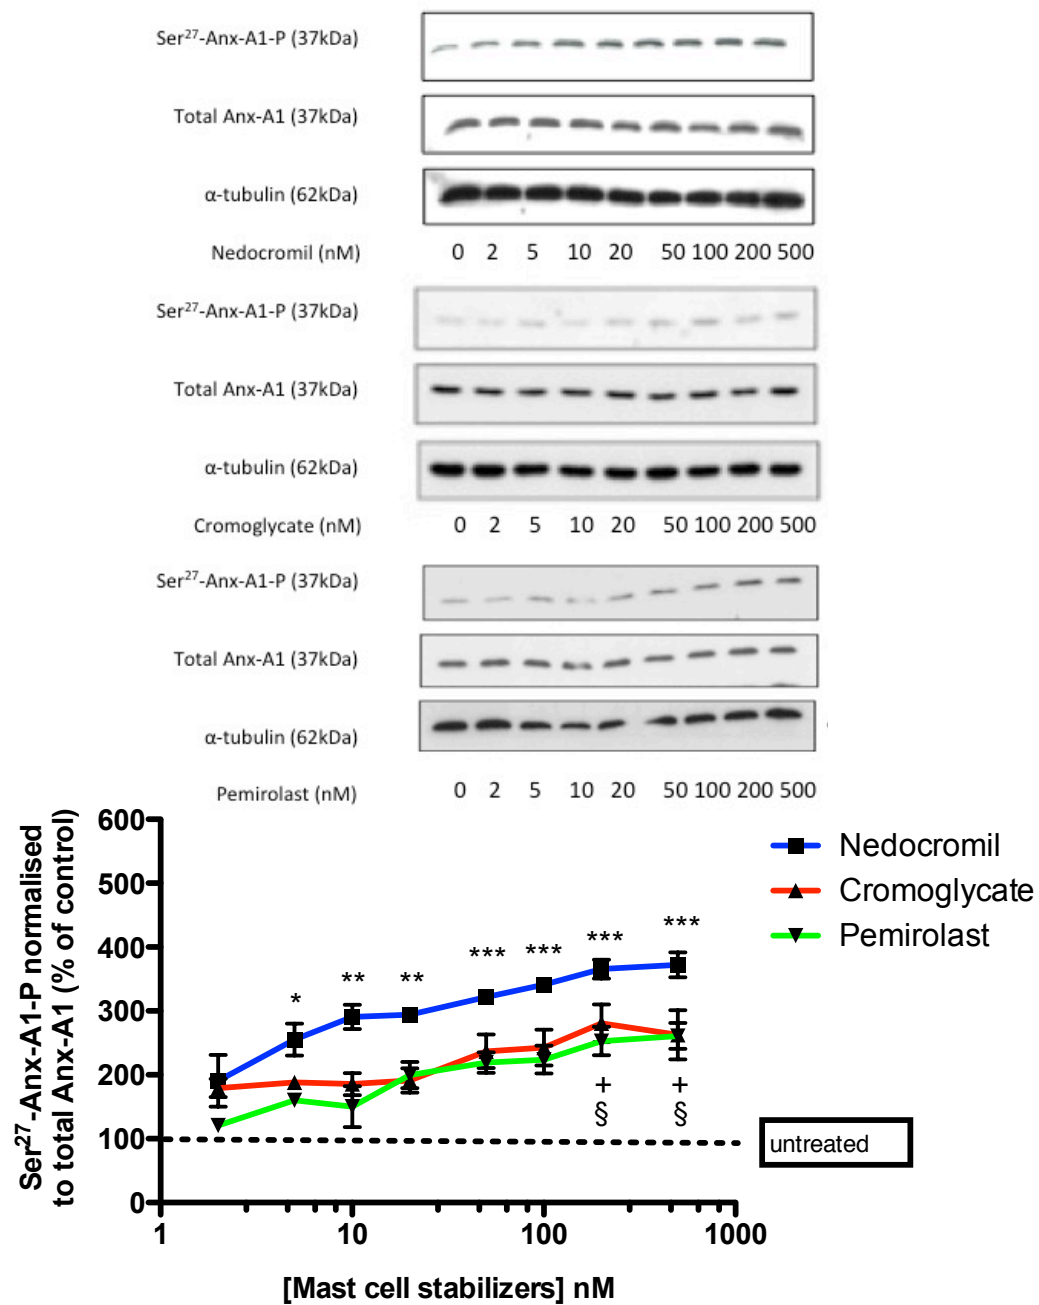 Ser27-Anx-A1-P (37kDa)
Total Anx-A1 (37kDa)
α-tubulin (62kDa)
Nedocromil (nM) 0 2 5 10 20 50 100 200 500
Ser27-Anx-A1-P (37kDa)
Total Anx-A1 (37kDa)
α-tubulin (62kDa)
Cromoglycate (nM) 0 2 5 10 20 50 100 200 500
Ser27-Anx-A1-P (37kDa)
Total Anx-A1 (37kDa)
α-tubulin (62kDa)
Pemirolast (nM) 0 2 5 10 20 50 100 200 500
Ser27-Anx-A1-P normalised
to total Anx-A1 (% of control)
600
500
400
300
200
100
0
* ** ** *** *** *** ***
+ +
§ §
Nedocromil
Cromoglycate
Pemirolast
untreated
1 10 100 1000
[Mast cell stabilizers] nM